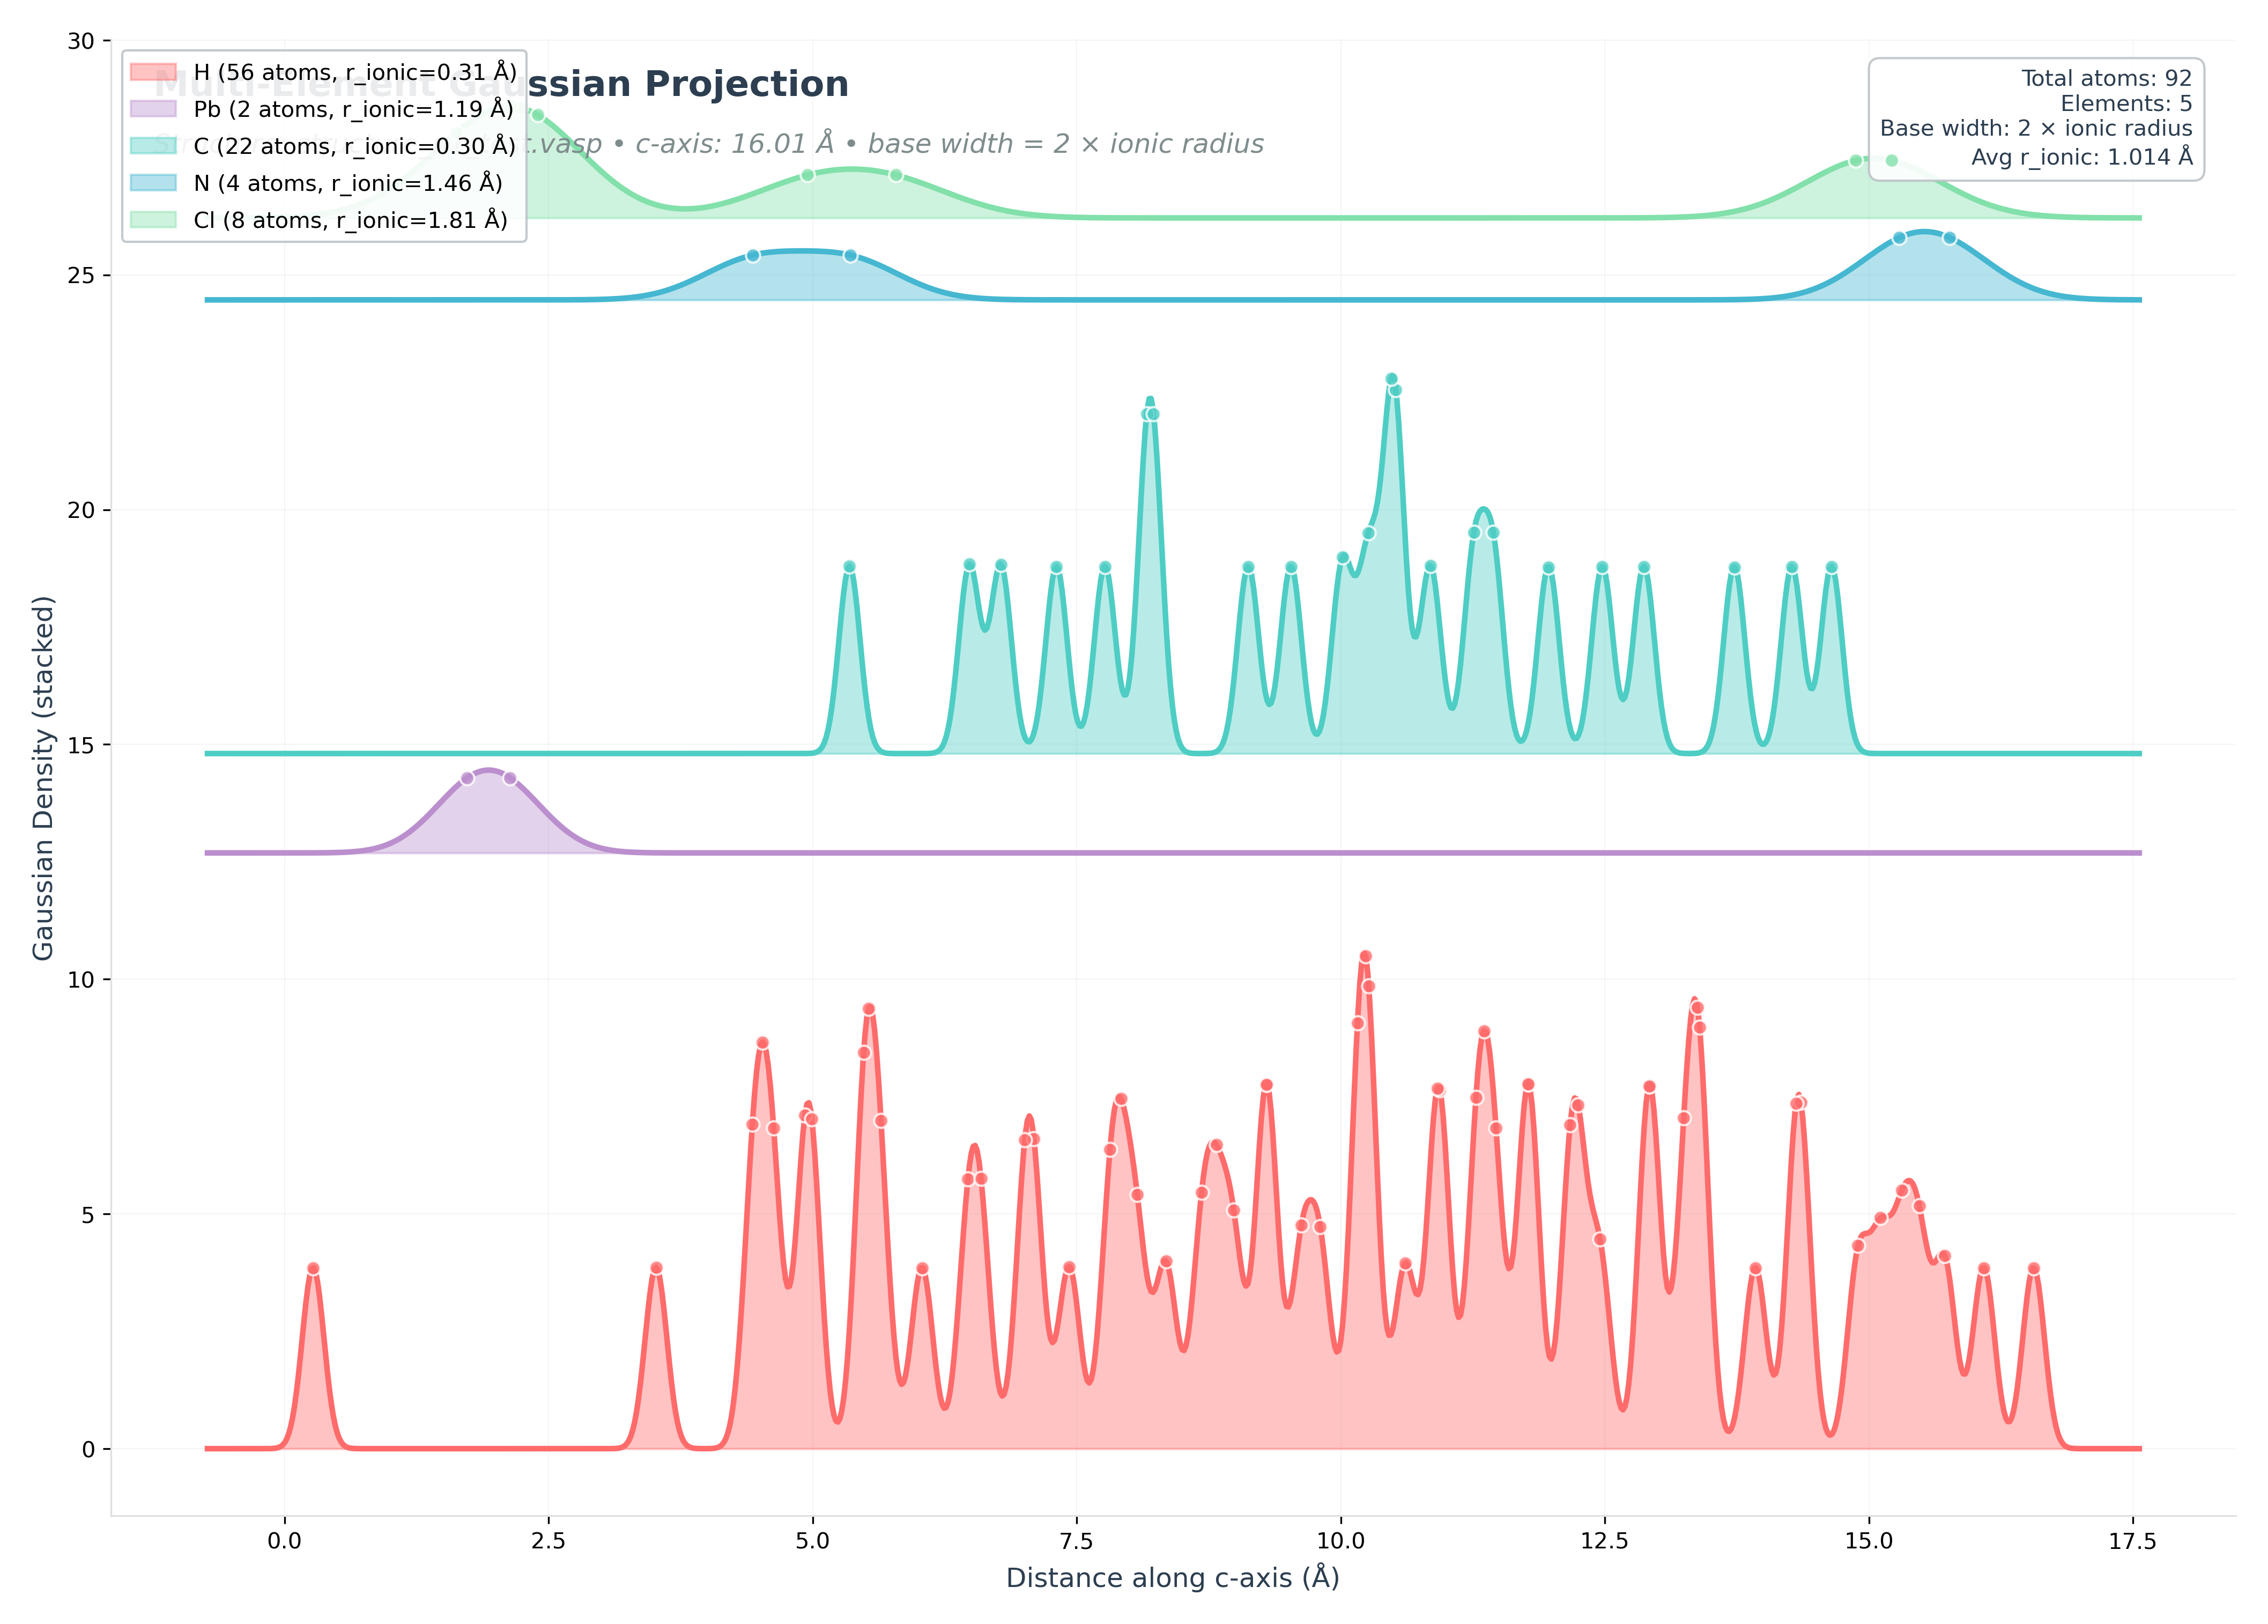 Multi-Element Gaussian Projection
t.vasp • c-axis: 16.01 Å • base width = 2 × ionic radius
H (56 atoms, r_ionic=0.31 Å)
Pb (2 atoms, r_ionic=1.19 Å)
C (22 atoms, r_ionic=0.30 Å)
N (4 atoms, r_ionic=1.46 Å)
Cl (8 atoms, r_ionic=1.81 Å)
Total atoms: 92
Elements: 5
Base width: 2 × ionic radius
Avg r_ionic: 1.014 Å
Gaussian Density (stacked)
30
25
20
15
10
5
0
0.0
2.5
5.0
7.5
10.0
12.5
15.0
17.5
Distance along c-axis (Å)